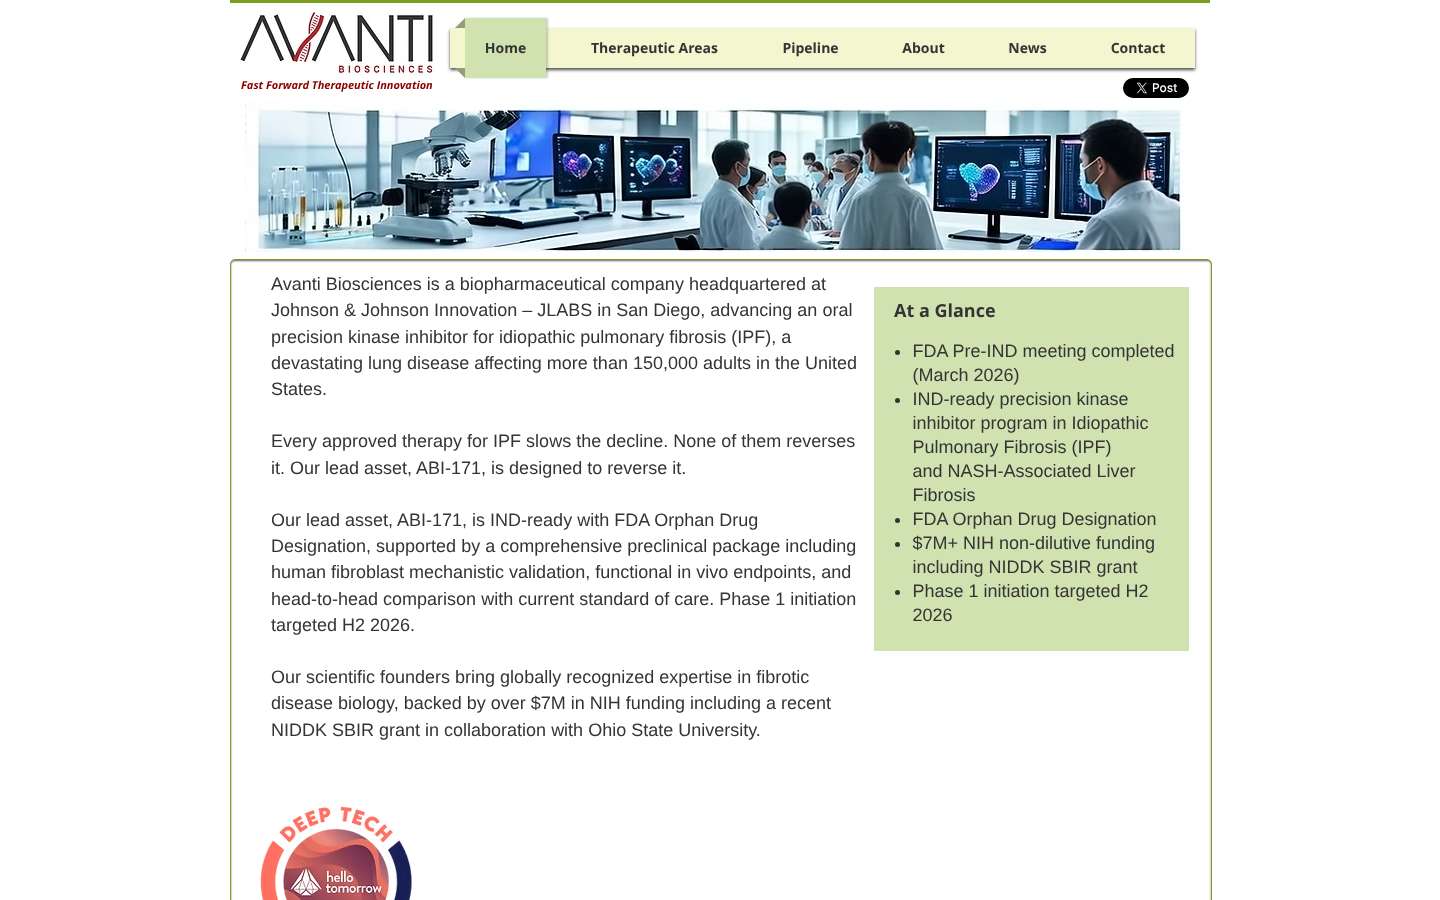 AVANTI
BIOSCIENCES
Fast Forward Therapeutic Innovation
Home
Therapeutic Areas
Pipeline
About
News
Contact
Post
Avanti Biosciences is a biopharmaceutical company headquartered at
Johnson & Johnson Innovation – JLABS in San Diego, advancing an oral
precision kinase inhibitor for idiopathic pulmonary fibrosis (IPF), a
devastating lung disease affecting more than 150,000 adults in the United
States.
Every approved therapy for IPF slows the decline. None of them reverses
it. Our lead asset, ABI-171, is designed to reverse it.
Our lead asset, ABI-171, is IND-ready with FDA Orphan Drug
Designation, supported by a comprehensive preclinical package including
human fibroblast mechanistic validation, functional in vivo endpoints, and
head-to-head comparison with current standard of care. Phase 1 initiation
targeted H2 2026.
Our scientific founders bring globally recognized expertise in fibrotic
disease biology, backed by over $7M in NIH funding including a recent
NIDDK SBIR grant in collaboration with Ohio State University.
At a Glance
FDA Pre-IND meeting completed
(March 2026)
IND-ready precision kinase
inhibitor program in Idiopathic
Pulmonary Fibrosis (IPF)
and NASH-Associated Liver
Fibrosis
FDA Orphan Drug Designation
$7M+ NIH non-dilutive funding
including NIDDK SBIR grant
Phase 1 initiation targeted H2
2026
DEEP TECH
hello
tomorrow